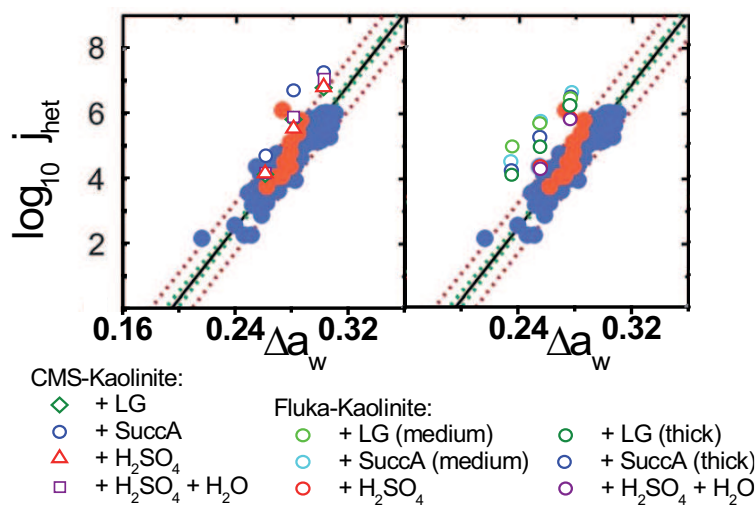 8
6
4
2
log10 jhet
0.16 0.24 0.32 0.24 0.32
Δaw Δaw
CMS-Kaolinite:
+ LG
+ SuccA
+ H2SO4
+ H2SO4 + H2O
Fluka-Kaolinite:
+ LG (medium) + LG (thick)
+ SuccA (medium) + SuccA (thick)
+ H2SO4 + H2SO4 + H2O